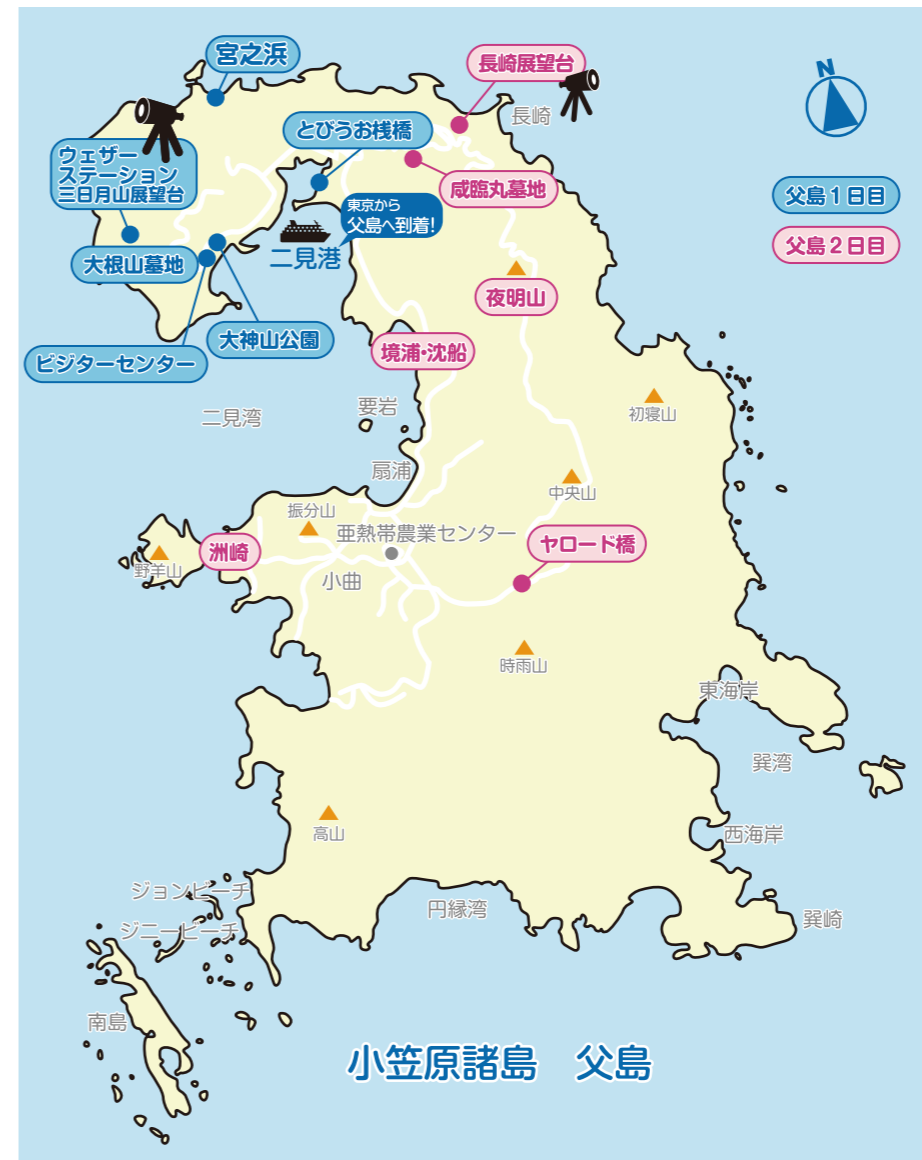 宮之浜
長崎展望台
N
長崎
とびうお桟橋
ウェザー
ステーション
三日月山展望台
咸臨丸墓地
東京から
父島へ到着!
父島1日目
二見港
父島2日目
大根山墓地
夜明山
大神山公園
ビジターセンター
境浦・沈船
二見湾
要岩
初寝山
扇浦
中央山
振分山
亜熱帯農業センター
ヤロード橋
洲崎
野羊山
小曲
時雨山
東海岸
巽湾
高山
西海岸
ジョンビーチ
円縁湾
巽崎
ジニービーチ
南島
小笠原諸島 父島